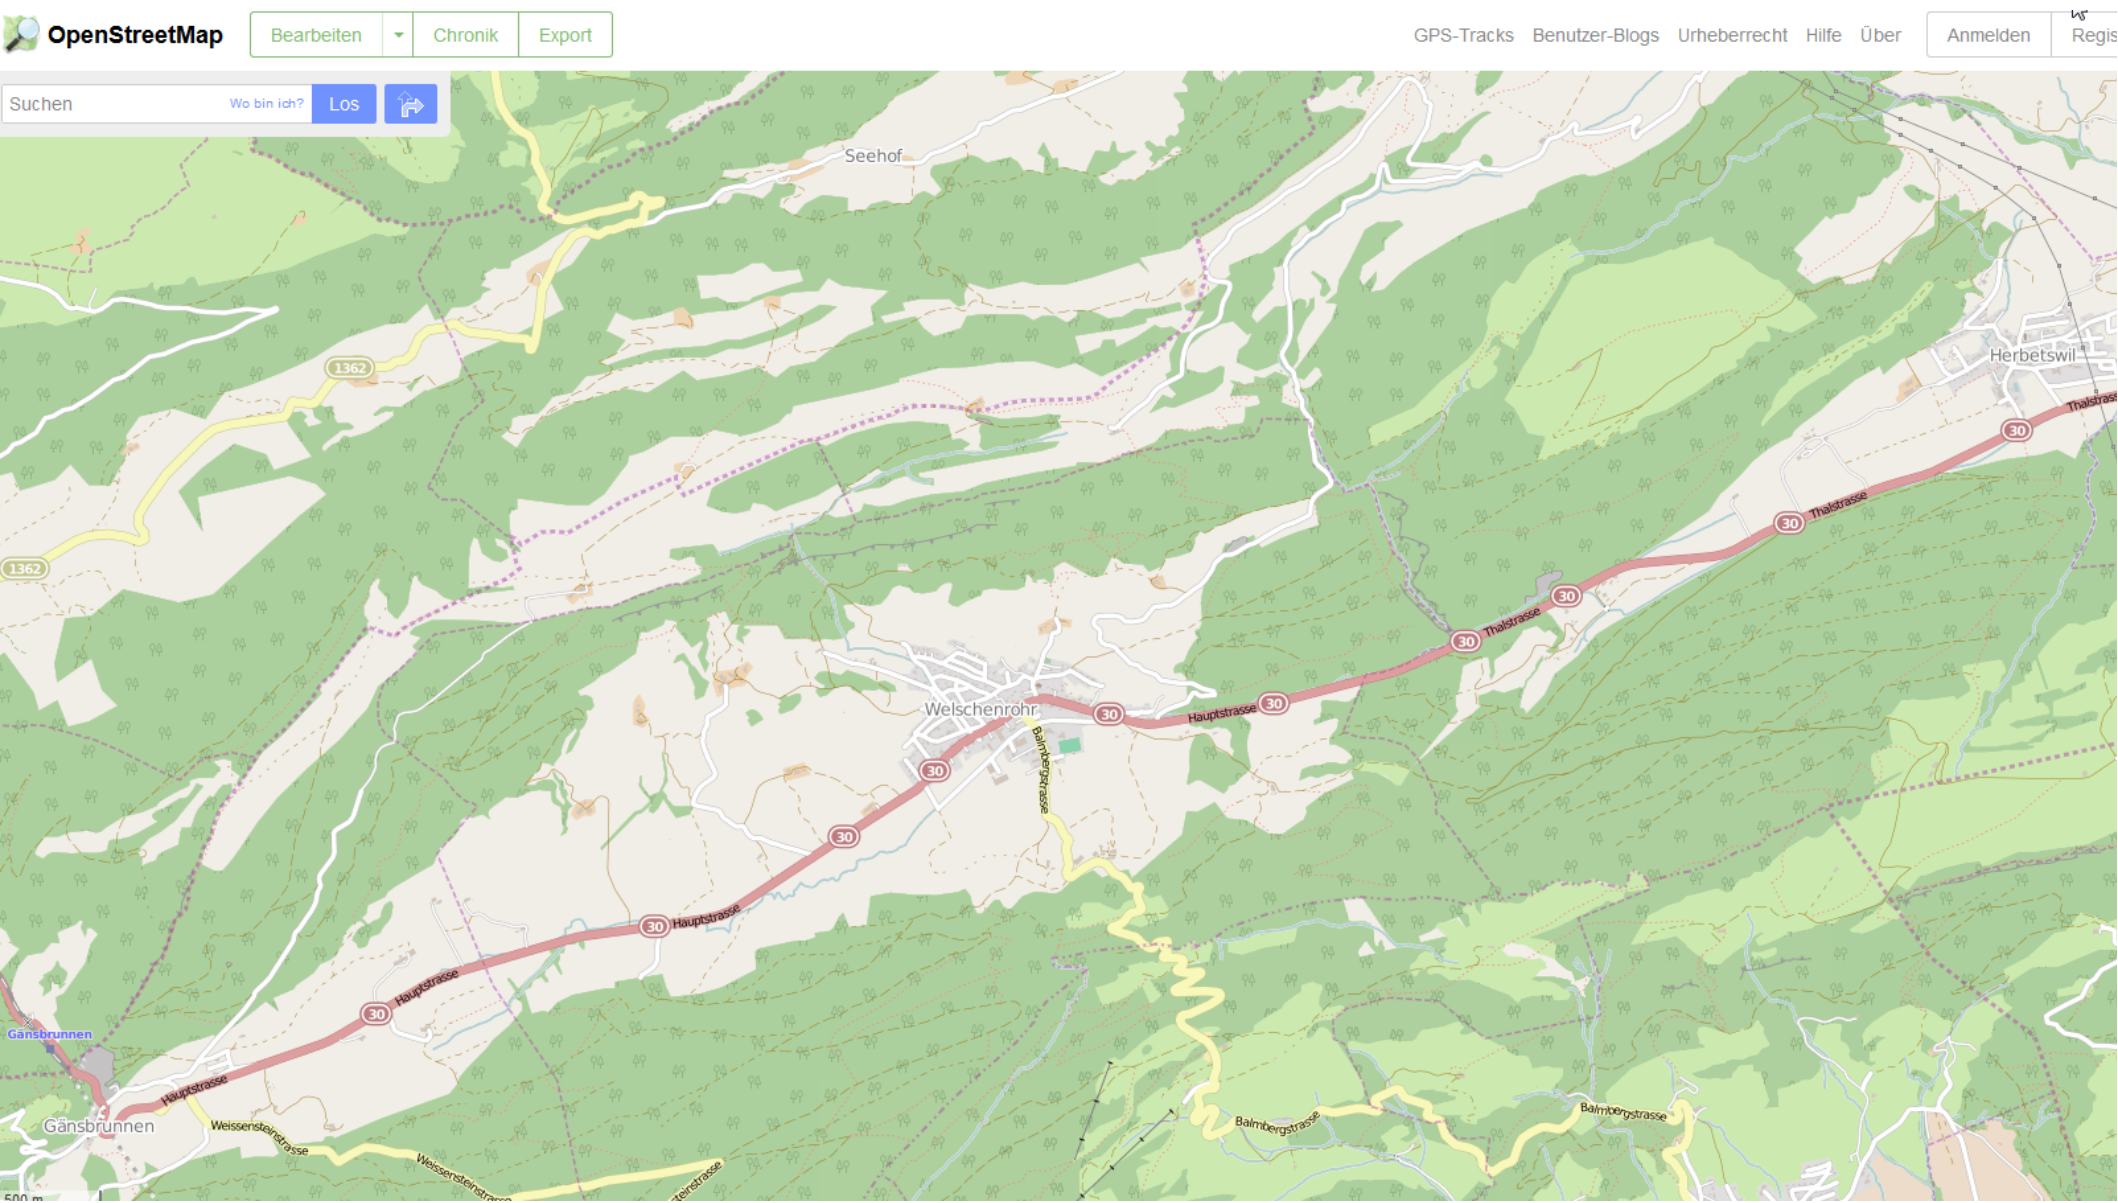 OpenStreetMap
Bearbeiten
Chronik
Export
GPS-Tracks
Benutzer-Blogs
Urheberrecht
Hilfe
Über
Anmelden
Regis
Suchen
Wo bin ich?
Los
Seehof
1362
Herbetswil
Thalstrass
30
30
Thalstrasse
1362
30
Thalstrasse
30
Welschenrohr
30
Hauptstrasse
30
Balmbergstrasse
30
30
30
Hauptstrasse
Hauptstrasse
30
Gänsbrunnen
Hauptstrasse
Gänsbrunnen
Weissensteinstrasse
Balmbergstrasse
Balmbergstrasse
Weissensteinstrasse
steinstrasse
500 m